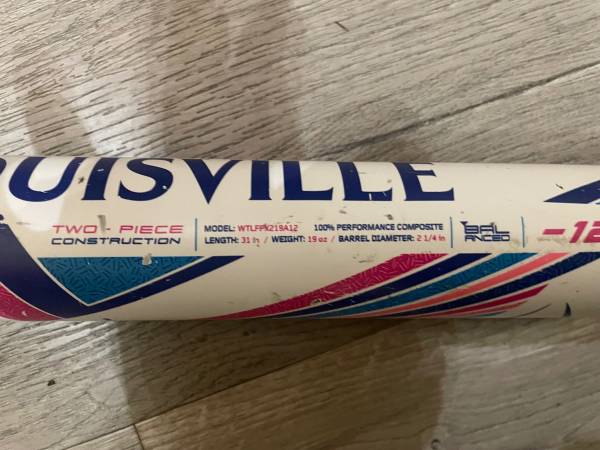 OUISVILLE
TWO - PIECE
CONSTRUCTION
MODEL: WTLFPX219A12 100% PERFORMANCE COMPOSITE
LENGTH: 31 in / WEIGHT: 19 oz / BARREL DIAMETER: 2 1/4 in
BAL
ANCED
-12